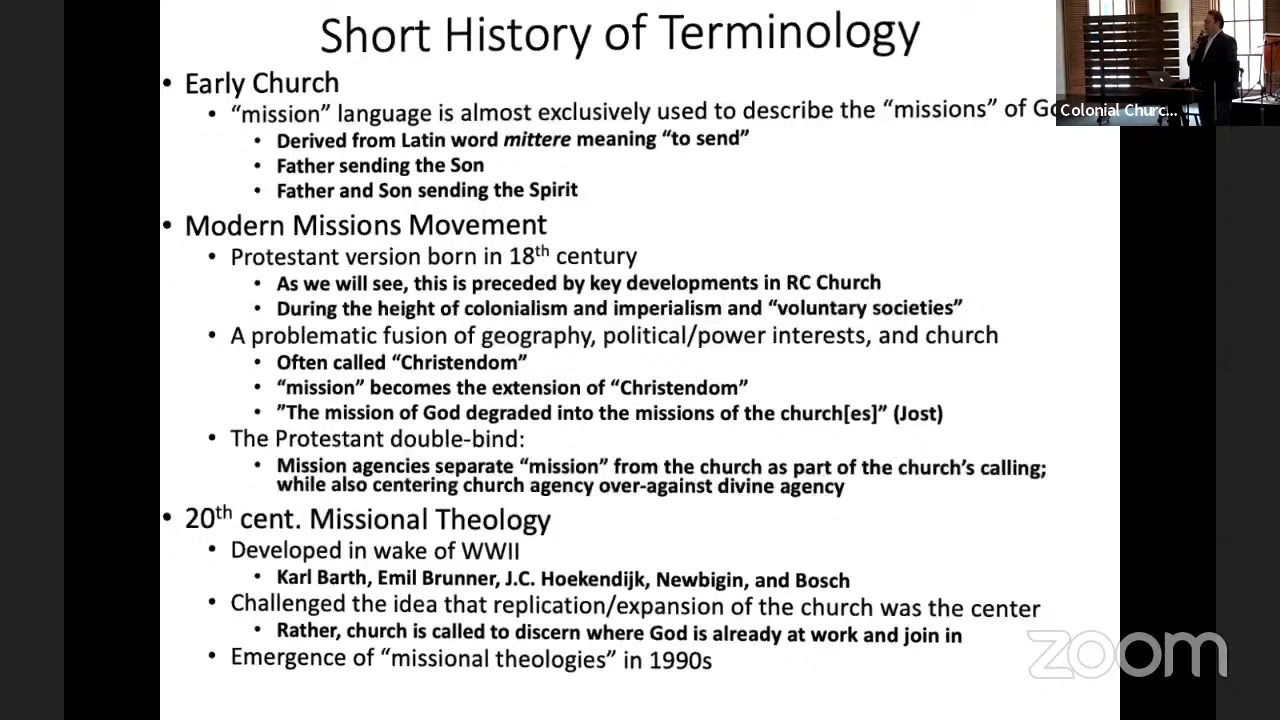 Short History of Terminology
• Early Church
• “mission” language is almost exclusively used to describe the “missions” of
• Derived from Latin word mittere meaning “to send”
• Father sending the Son
• Father and Son sending the Spirit
• Modern Missions Movement
• Protestant version born in 18th century
• As we will see, this is preceded by key developments in RC Church
• During the height of colonialism and imperialism and “voluntary societies”
• A problematic fusion of geography, political/power interests, and church
• Often called “Christendom”
• “mission” becomes the extension of “Christendom”
• ”The mission of God degraded into the missions of the church[es]” (Jost)
• The Protestant double-bind:
• Mission agencies separate “mission” from the church as part of the church’s calling;
while also centering church agency over-against divine agency
• 20th cent. Missional Theology
• Developed in wake of WWII
• Karl Barth, Emil Brunner, J.C. Hoekendijk, Newbigin, and Bosch
• Challenged the idea that replication/expansion of the church was the center
• Rather, church is called to discern where God is already at work and join in
• Emergence of “missional theologies” in 1990s
Colonial Churc...
zoom